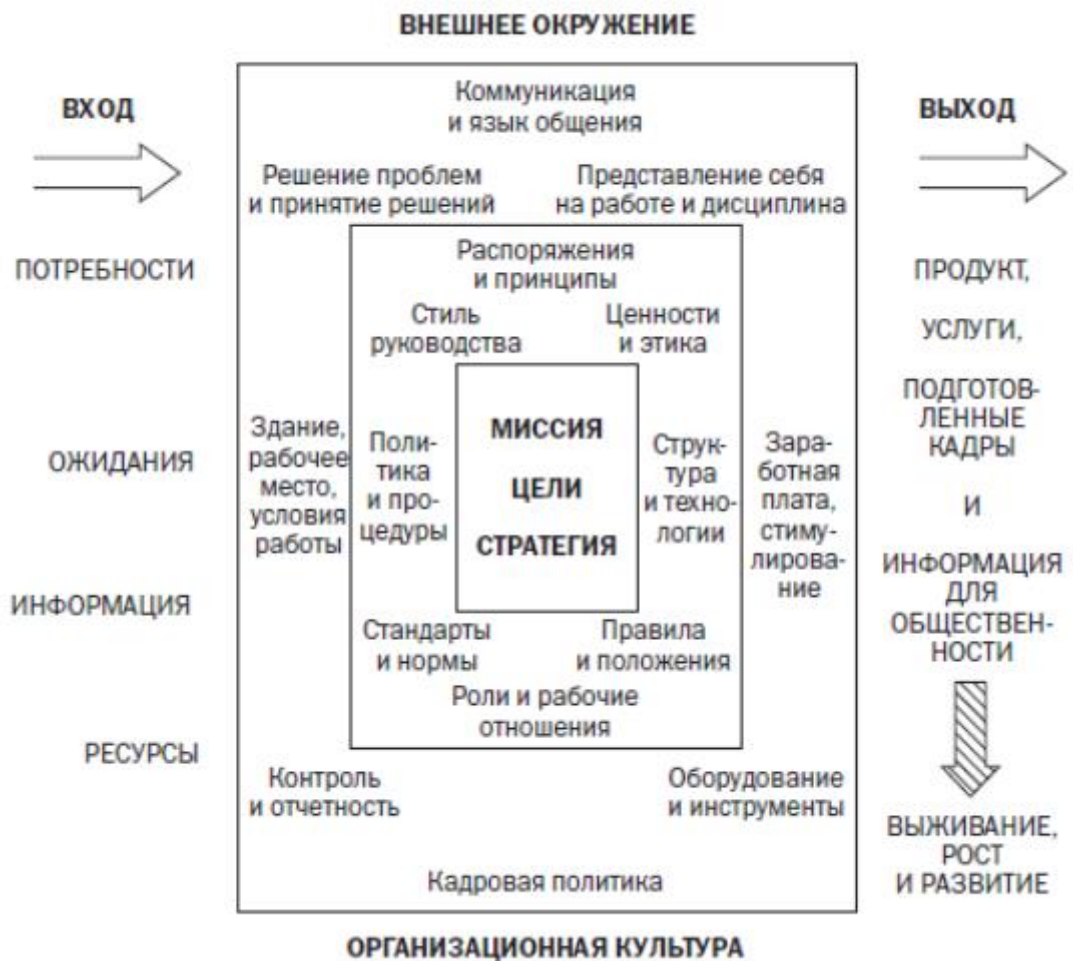 ВНЕШНЕЕ ОКРУЖЕНИЕ
ВХОД
ПОТРЕБНОСТИ
ОЖИДАНИЯ
ИНФОРМАЦИЯ
РЕСУРСЫ
Коммуникация
и язык общения
Решение проблем
и принятие решений
Представление себя
на работе и дисциплина
Здание,
рабочее
место,
условия
работы
Распоряжения
и принципы
Стиль
руководства
Ценности
и этика
Поли-
тика
и про-
цедуры
МИССИЯ
ЦЕЛИ
СТРАТЕГИЯ
Струк-
тура
и техно-
логии
Стандарты
и нормы
Правила
и положения
Роли и рабочие
отношения
Зара-
ботная
плата,
стиму-
лирова-
ние
Контроль
и отчетность
Оборудование
и инструменты
Кадровая политика
ВЫХОД
ПРОДУКТ,
УСЛУГИ,
ПОДГОТОВ-
ЛЕННЫЕ
КАДРЫ
И
ИНФОРМАЦИЯ
ДЛЯ
ОБЩЕСТВЕН-
НОСТИ
ВЫЖИВАНИЕ,
РОСТ
И РАЗВИТИЕ
ОРГАНИЗАЦИОННАЯ КУЛЬТУРА